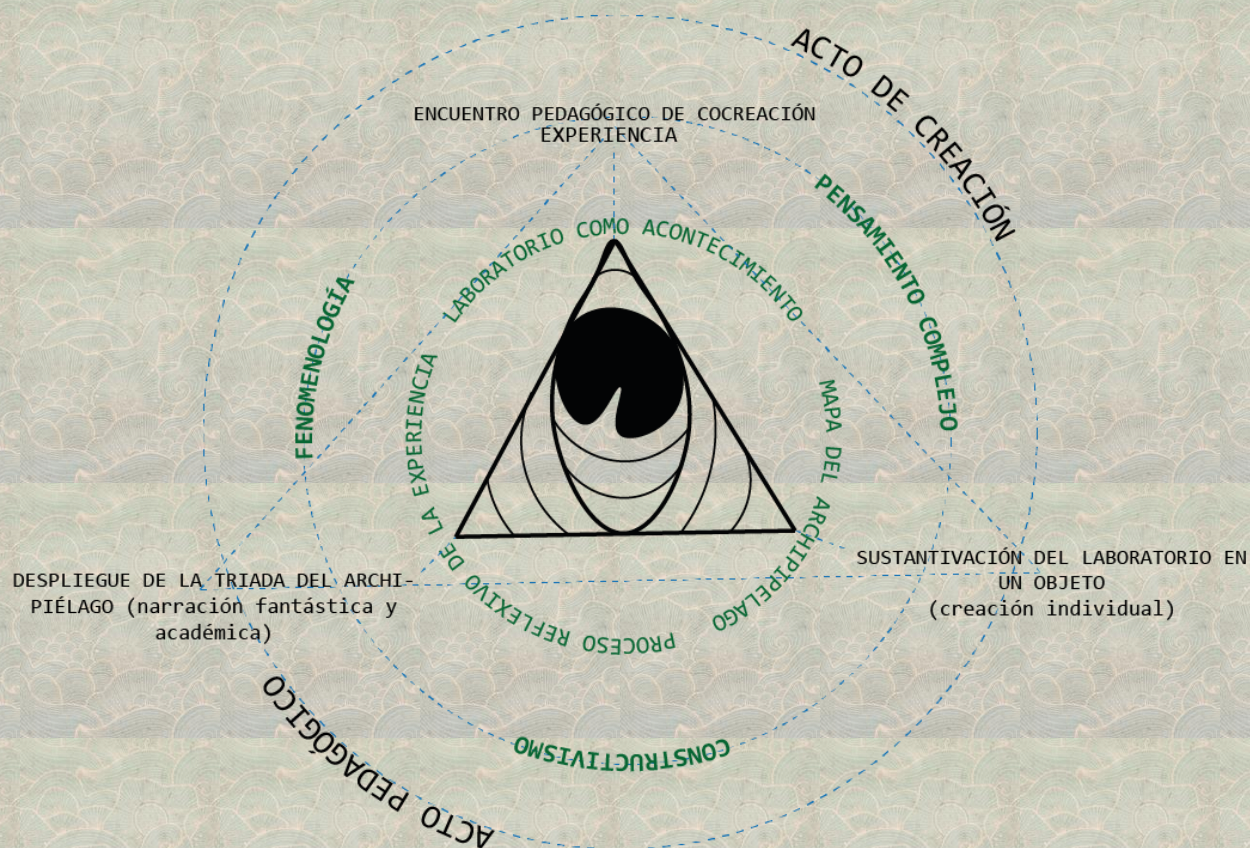 ACTO DE CREACIÓN
ENCUENTRO PEDAGÓGICO DE COCREACIÓN
EXPERIENCIA
PENSAMIENTO COMPLEJO
LABORATORIO COMO ACONTECIMIENTO
FENOMENOLOGÍA
PROCESO REFLEXIVO DE LA EXPERIENCIA
MAPA DEL ARCHIPIPELAGO
SUSTANTIVACIÓN DEL LABORATORIO EN
UN OBJETO
(creación individual)
DESPLIEGUE DE LA TRIADA DEL ARCHI-
PIÉLAGO (narración fantástica y
académica)
CONSTRUCTIVISMO
ACTO PEDAGÓGICO